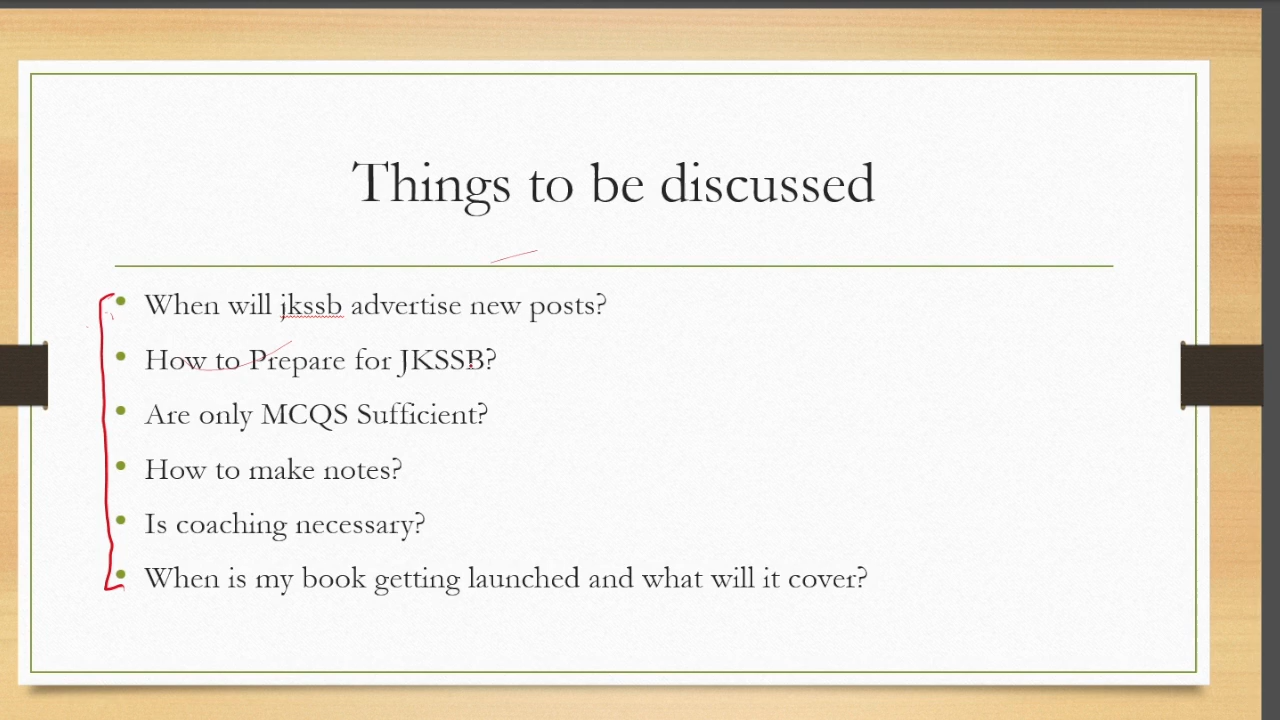 Things to be discussed
• When will jkssb advertise new posts?
• How to Prepare for JKSSB?
• Are only MCQS Sufficient?
• How to make notes?
• Is coaching necessary?
• When is my book getting launched and what will it cover?